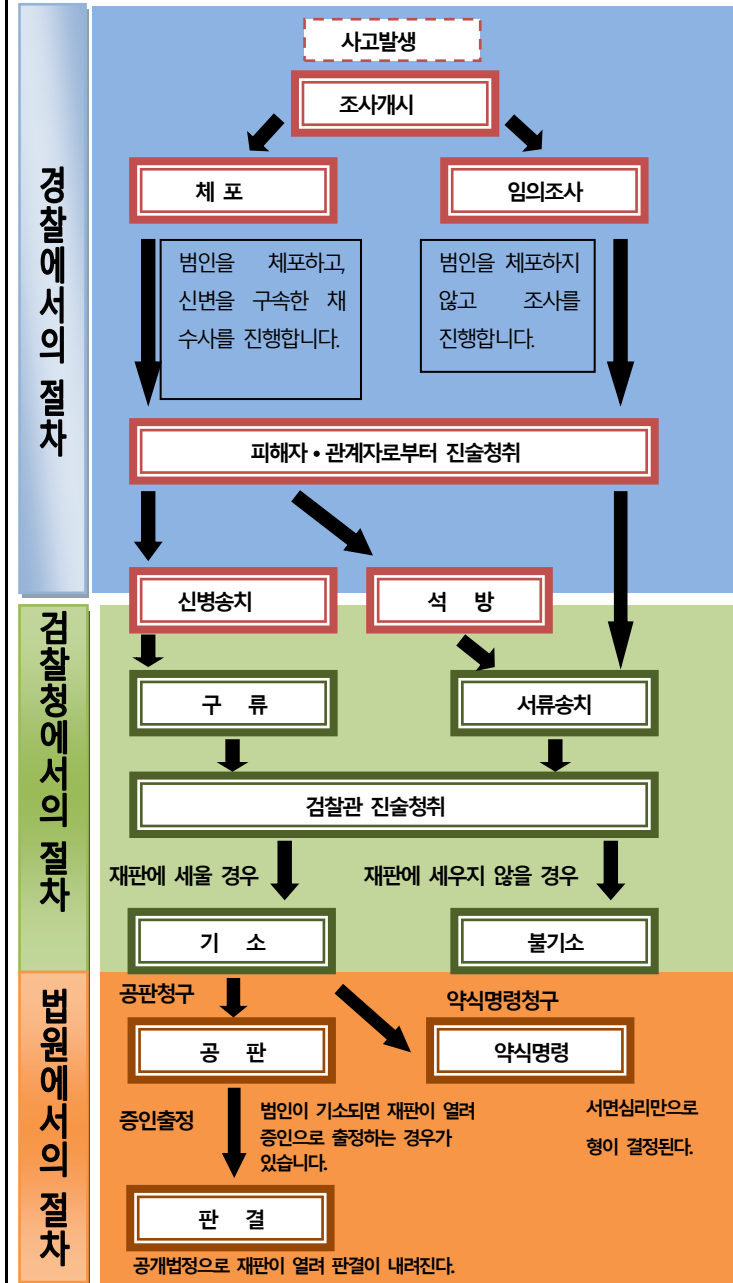 경찰에서의 절차
사고발생
조사개시
체 포
임의조사
범인을 체포하고,
신변을 구속한 채
수사를 진행합니다.
범인을 체포하지
않고 조사를
진행합니다.
피해자 • 관계자로부터 진술청취
신병송치
석 방
검찰청에서의 절차
구 류
서류송치
검찰관 진술청취
재판에 세울 경우
재판에 세우지 않을 경우
기 소
불기소
법원에서의 절차
공판청구
약식명령청구
공 판
약식명령
증인출정
범인이 기소되면 재판이 열려
증인으로 출정하는 경우가
있습니다.
서면심리만으로
형이 결정된다.
판 결
공개법정으로 재판이 열려 판결이 내려진다.